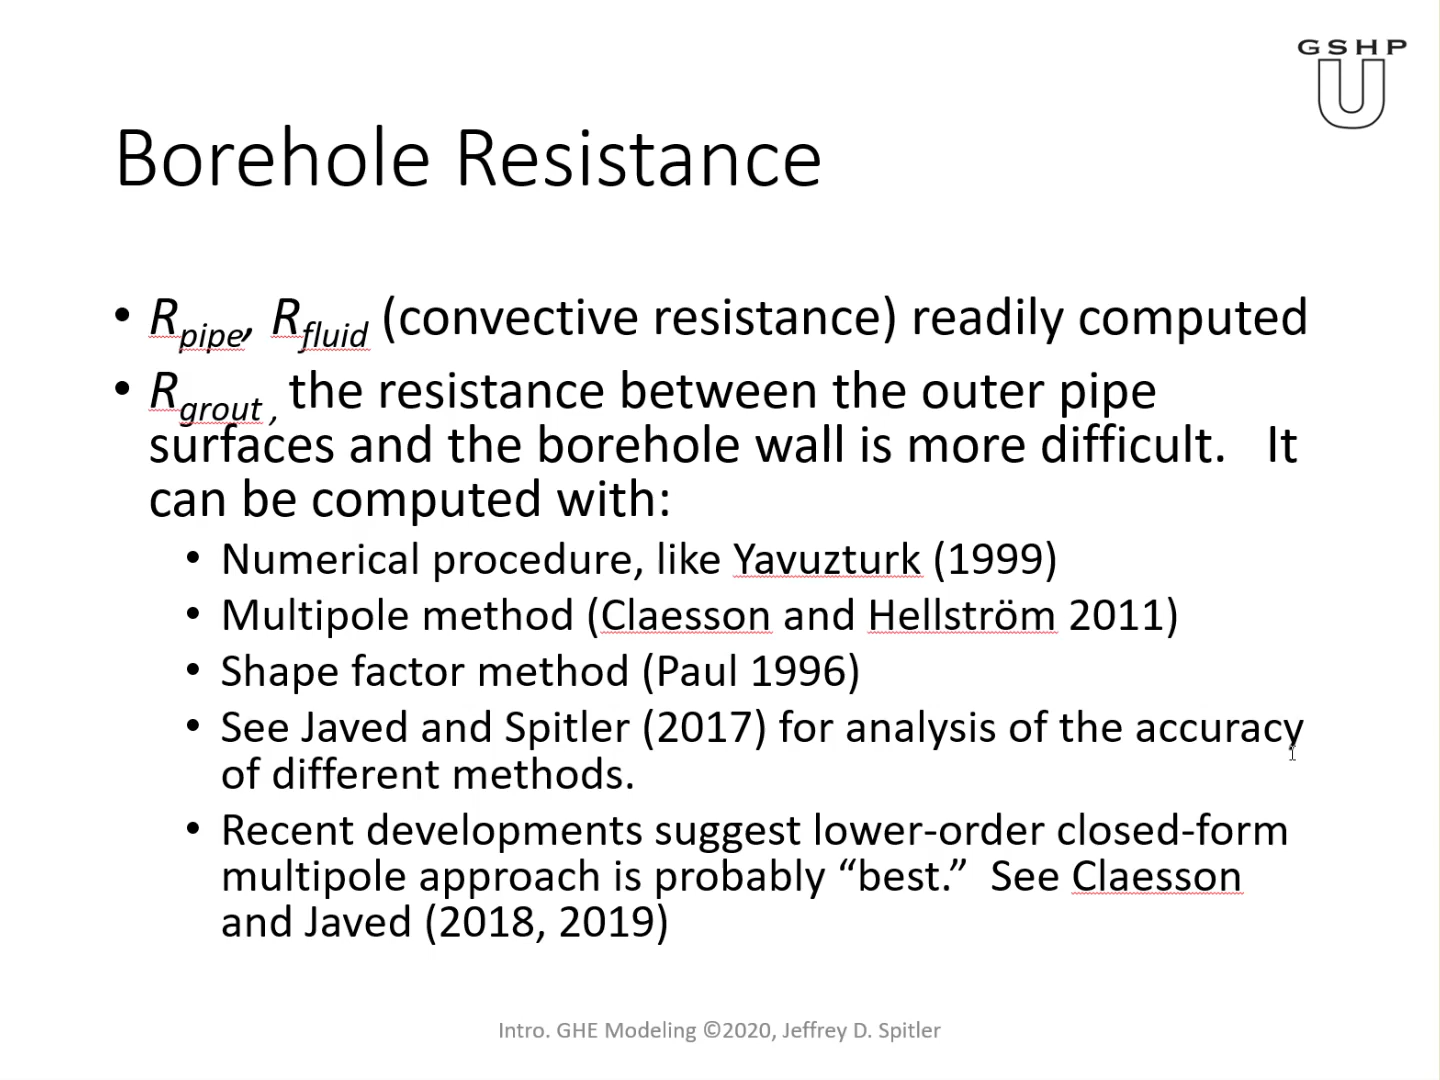 GSHP
U
Borehole Resistance
• Rpipe, Rfluid (convective resistance) readily computed
• Rgrout , the resistance between the outer pipe
surfaces and the borehole wall is more difficult. It
can be computed with:
• Numerical procedure, like Yavuzturk (1999)
• Multipole method (Claesson and Hellström 2011)
• Shape factor method (Paul 1996)
• See Javed and Spitler (2017) for analysis of the accuracy
of different methods.
• Recent developments suggest lower-order closed-form
multipole approach is probably “best.” See Claesson
and Javed (2018, 2019)
Intro. GHE Modeling ©2020, Jeffrey D. Spitler